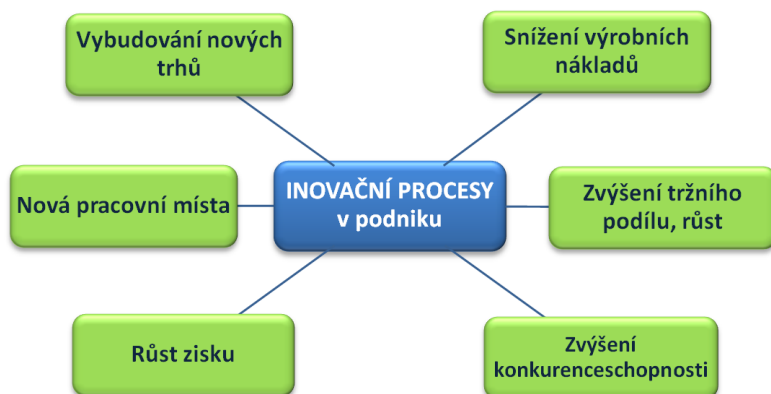 Vybudování nových
trhů
Snížení výrobních
nákladů
INOVAČNÍ PROCESY
v podniku
Nová pracovní místa
Zvýšení tržního
podílu, růst
Růst zisku
Zvýšení
konkurenceschopnosti